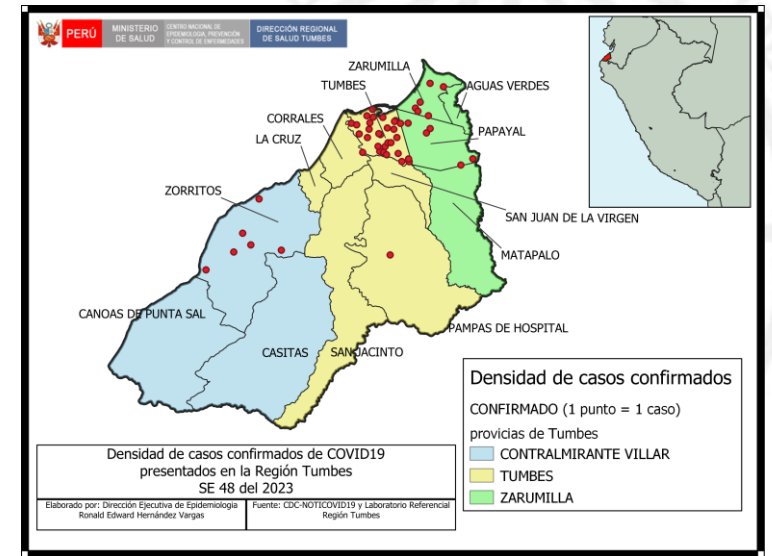 PERÚ
MINISTERIO
DE SALUD
CENTRO NACIONAL DE
EPIDEMIOLOGIA, PREVENCIÓN
Y CONTROL DE ENFERMEDADES
DIRECCIÓN REGIONAL
DE SALUD TUMBES
ZARUMILLA
TUMBES
AGUAS VERDES
CORRALES
PAPAYAL
LA CRUZ
ZORRITOS
SAN JUAN DE LA VIRGEN
MATAPALO
CANOAS DE PUNTA SAL
PAMPAS DE HOSPITAL
CASITAS
SAN JACINTO
Densidad de casos confirmados
CONFIRMADO (1 punto = 1 caso)
provicias de Tumbes
CONTRALMIRANTE VILLAR
TUMBES
ZARUMILLA
Densidad de casos confirmados de COVID19
presentados en la Región Tumbes
SE 48 del 2023
Elaborado por: Dirección Ejecutiva de Epidemiologia
Ronald Edward Hernández Vargas
Fuente: CDC-NOTICOVID19 y Laboratorio Referencial
Región Tumbes